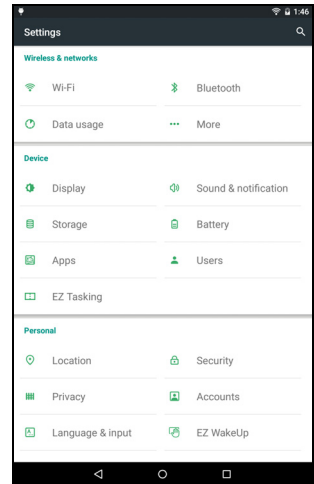 1:46
Settings
Wireless & networks
Wi-Fi Bluetooth
Data usage More
Device
Display Sound & notification
Storage Battery
Apps Users
EZ Tasking
Personal
Location Security
Privacy Accounts
Language & input EZ WakeUp